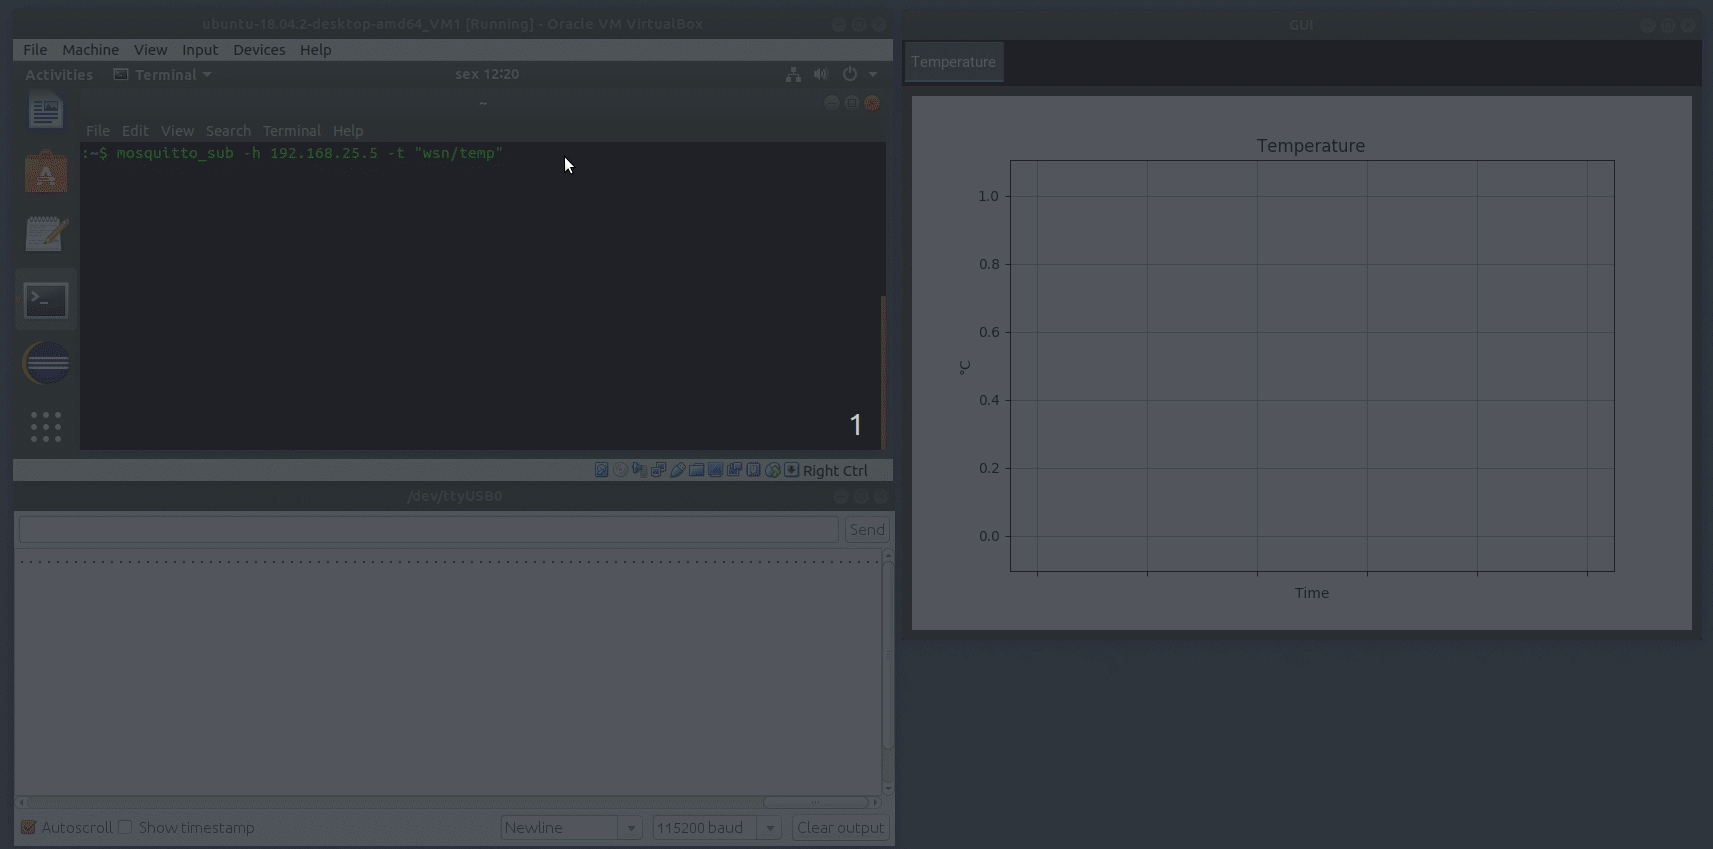 ubuntu-18.04.2-desktop-amd64_VM1 [Running] - Oracle VM VirtualBox
File Machine View Input Devices Help
Activities Terminal sex 12:20
~
File Edit View Search Terminal Help
:~$ mosquitto_sub -h 192.168.25.5 -t "wsn/temp"
1
Right Ctrl
/dev/ttyUSB0
Send
Autoscroll Show timestamp Newline 115200 baud Clear output
GUI
Temperature
Temperature
1.0
0.8
0.6
°C
0.4
0.2
0.0
Time